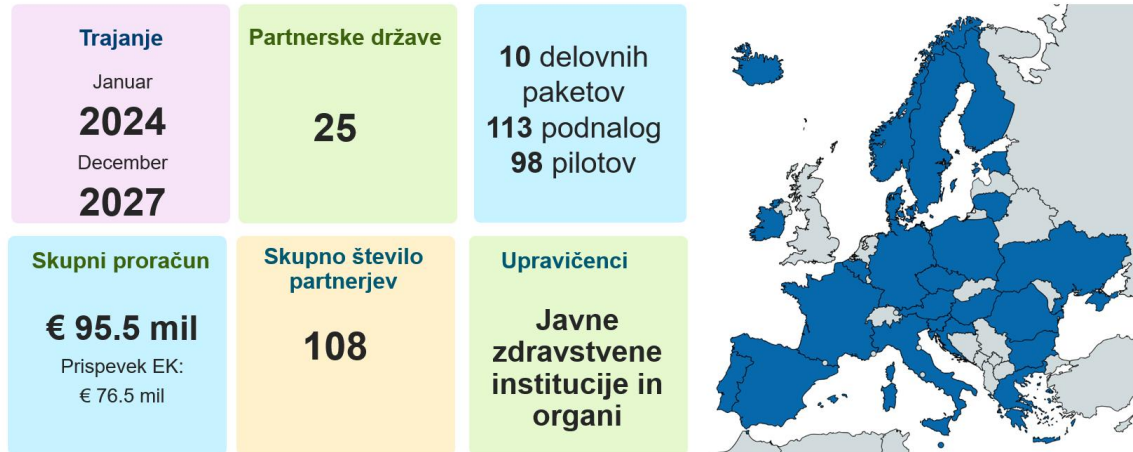 Trajanje
Januar
2024
December
2027
Partnerske države
25
10 delovnih
paketov
113 podnalog
98 pilotov
Skupni proračun
€ 95.5 mil
Prispevek EK:
€ 76.5 mil
Skupno število
partnerjev
108
Upravičenci
Javne
zdravstvene
institucije in
organi